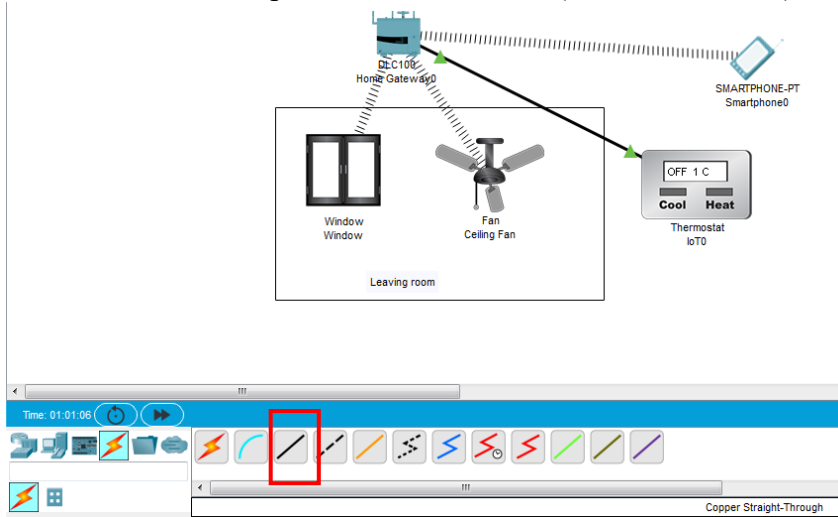 DLC100
Home Gateway0
SMARTPHONE-PT
Smartphone0
OFF 1 C
Cool Heat
Thermostat
IoT0
Window
Window
Fan
Ceiling Fan
Leaving room
Time: 01:01:06
Copper Straight-Through